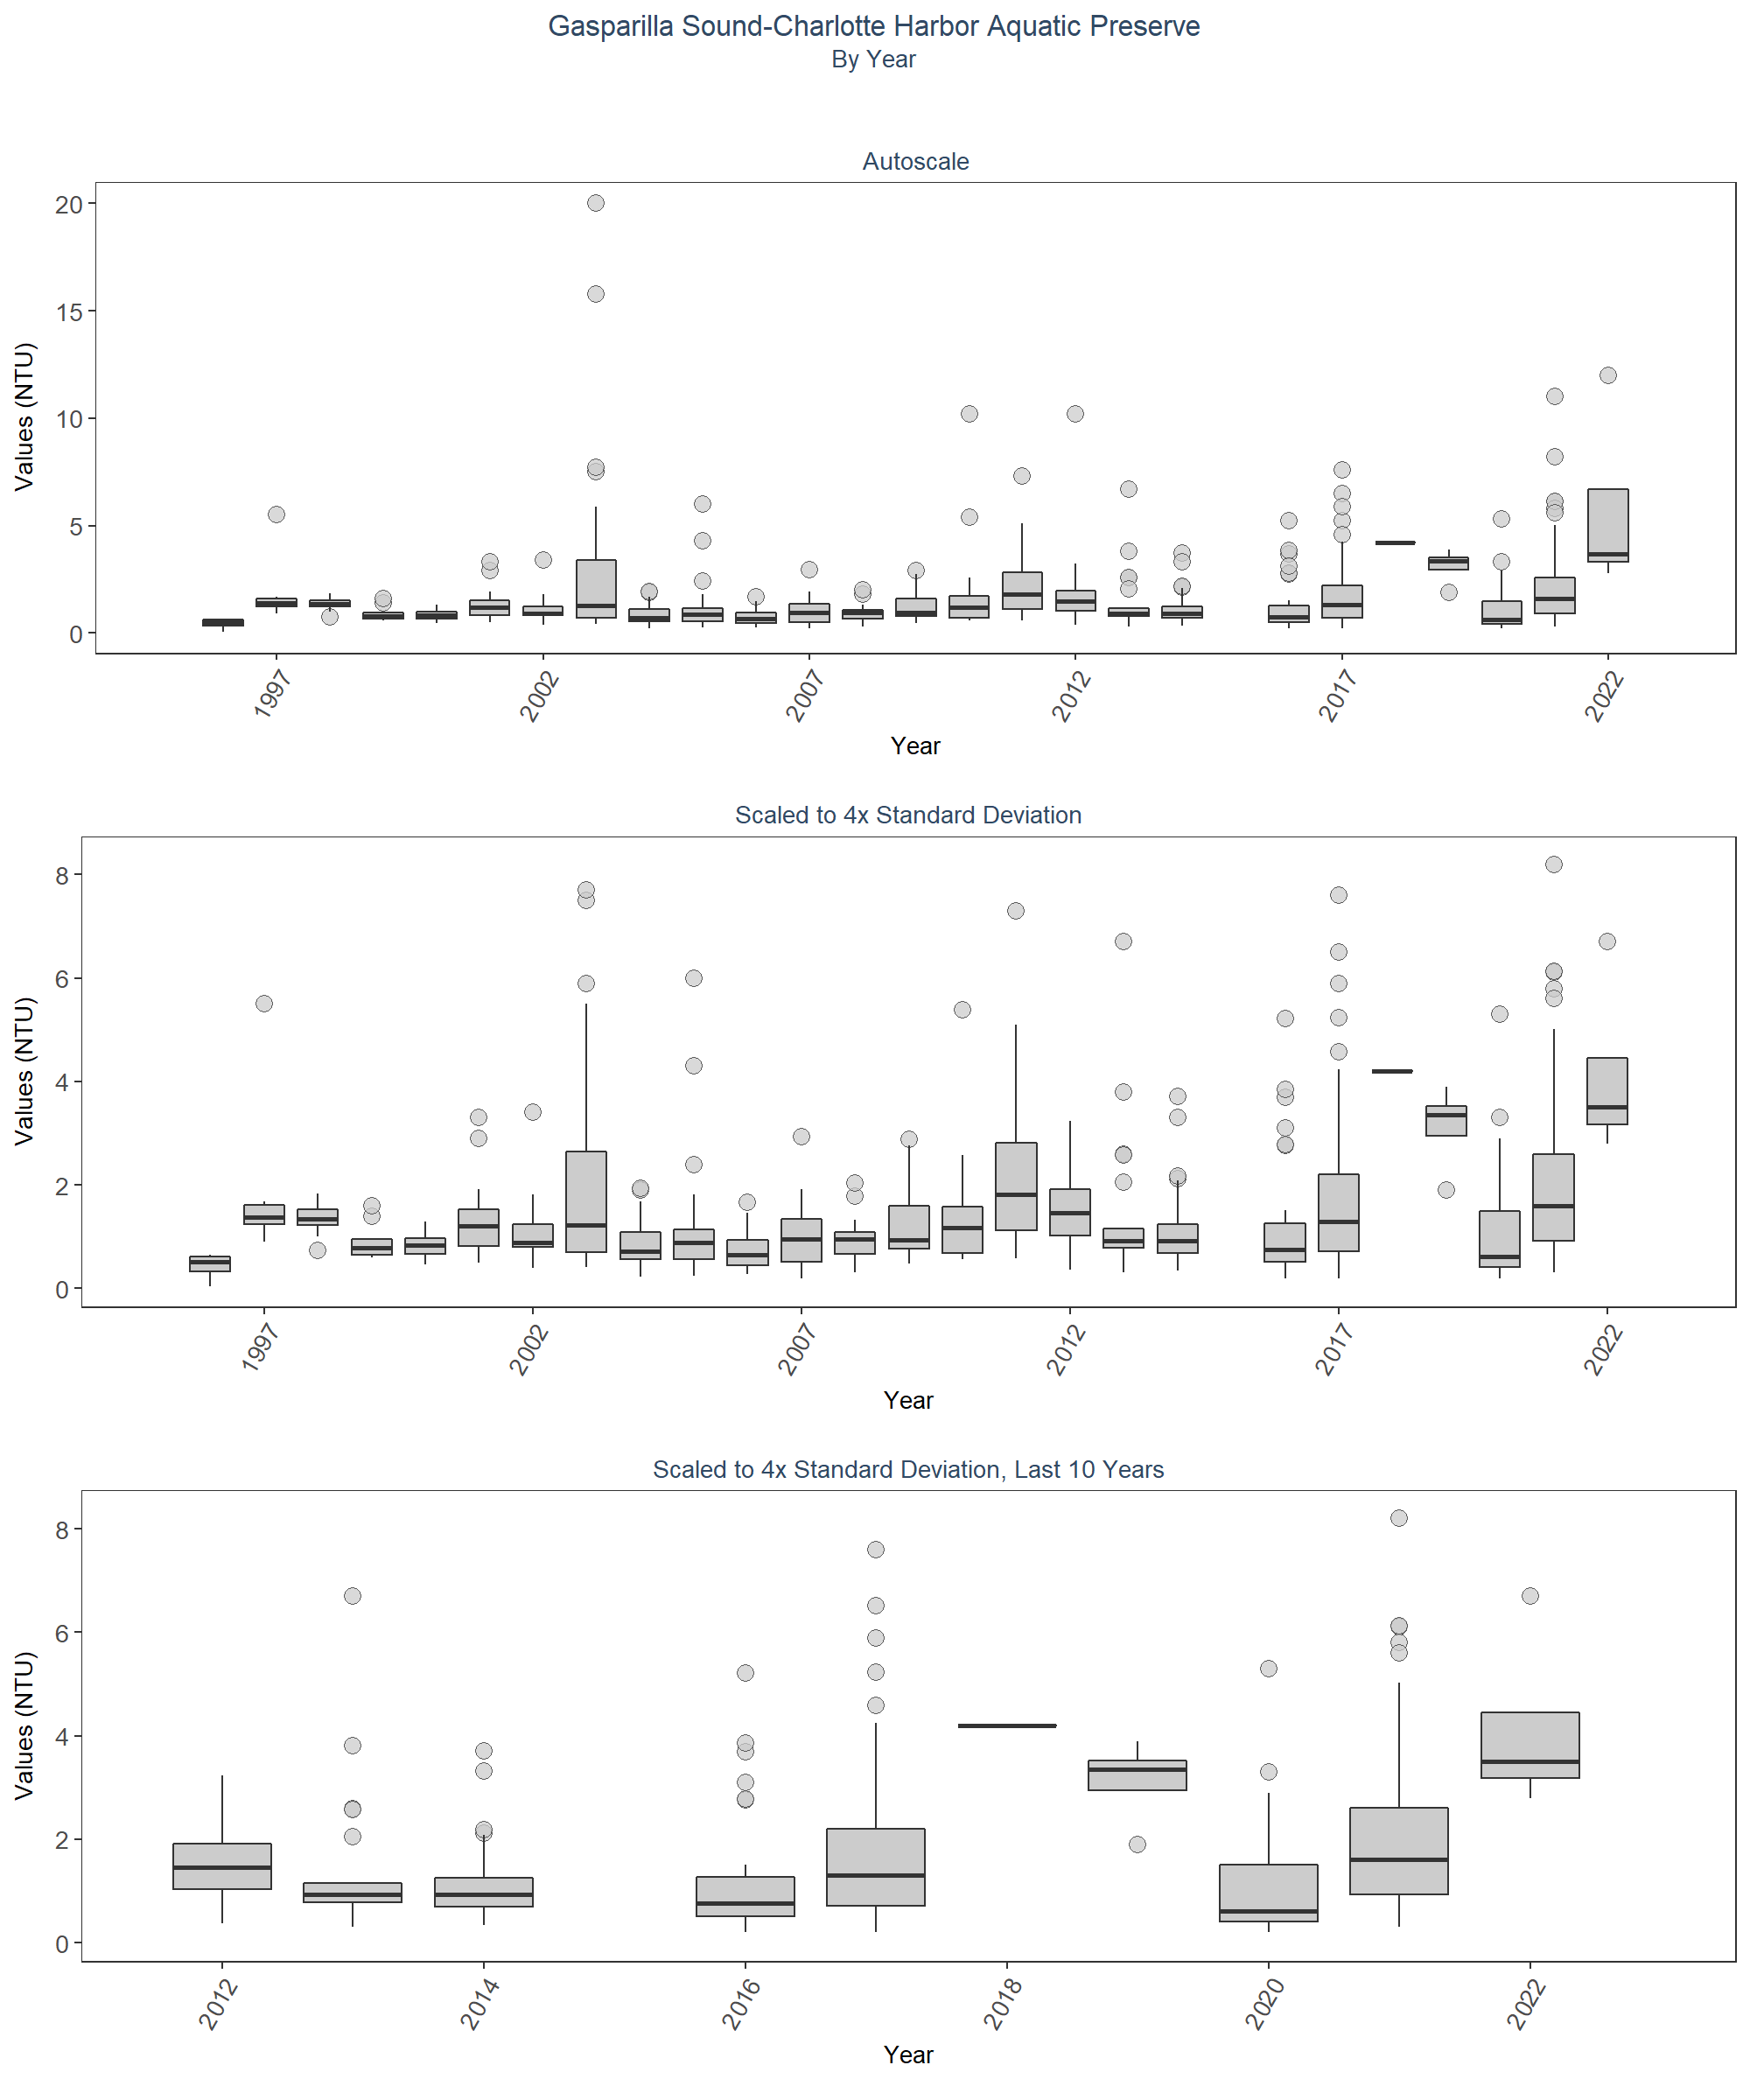 Gasparilla Sound-Charlotte Harbor Aquatic Preserve
By Year
Autoscale
Values (NTU)
20
15
10
5
0
1997 2002 2007 2012 2017 2022
Year
Scaled to 4x Standard Deviation
Values (NTU)
8
6
4
2
0
1997 2002 2007 2012 2017 2022
Year
Scaled to 4x Standard Deviation, Last 10 Years
Values (NTU)
8
6
4
2
0
2012 2014 2016 2018 2020 2022
Year